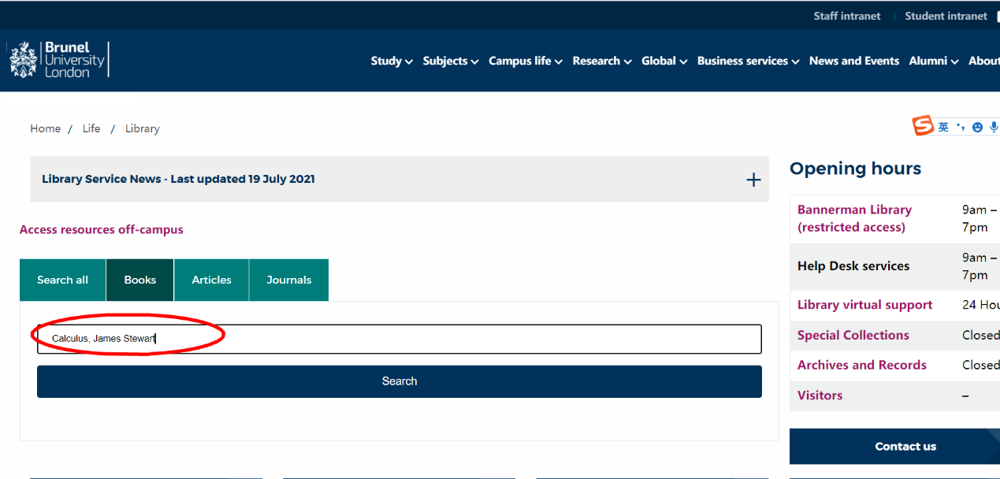 Staff intranet
Student intranet
Brunel
University
London
Study
Subjects
Campus life
Research
Global
Business services
News and Events
Alumni
About
Home / Life / Library
英
Library Service News - Last updated 19 July 2021
Access resources off-campus
Search all
Books
Articles
Journals
Calculus, James Stewart
Search
Opening hours
Bannerman Library 9am –
(restricted access) 7pm
Help Desk services 9am –
7pm
Library virtual support 24 Hou
Special Collections Closed
Archives and Records Closed
Visitors –
Contact us